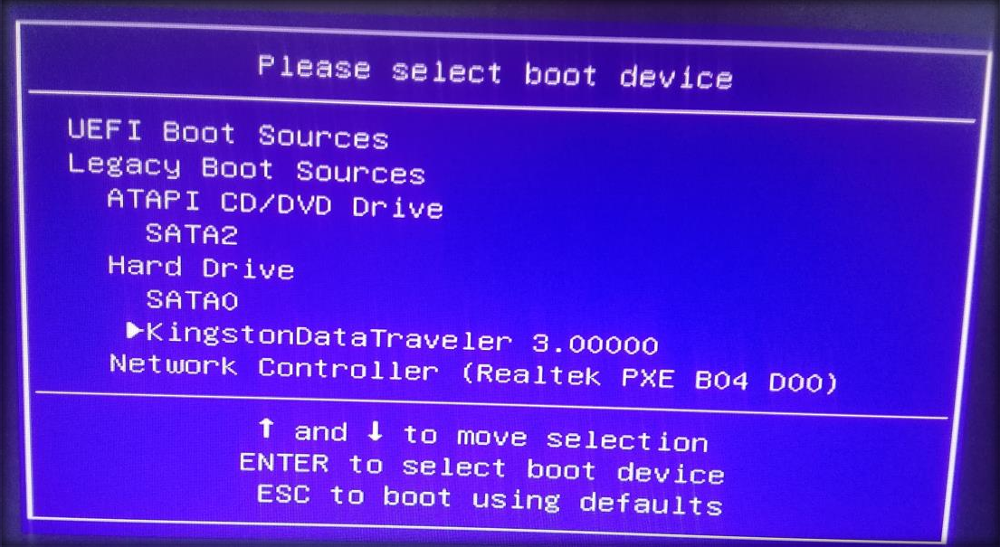 Please select boot device
UEFI Boot Sources
Legacy Boot Sources
ATAPI CD/DVD Drive
SATA2
Hard Drive
SATA0
▶KingstonDataTraveler 3.00000
Network Controller (Realtek PXE B04 D00)
↑ and ↓ to move selection
ENTER to select boot device
ESC to boot using defaults